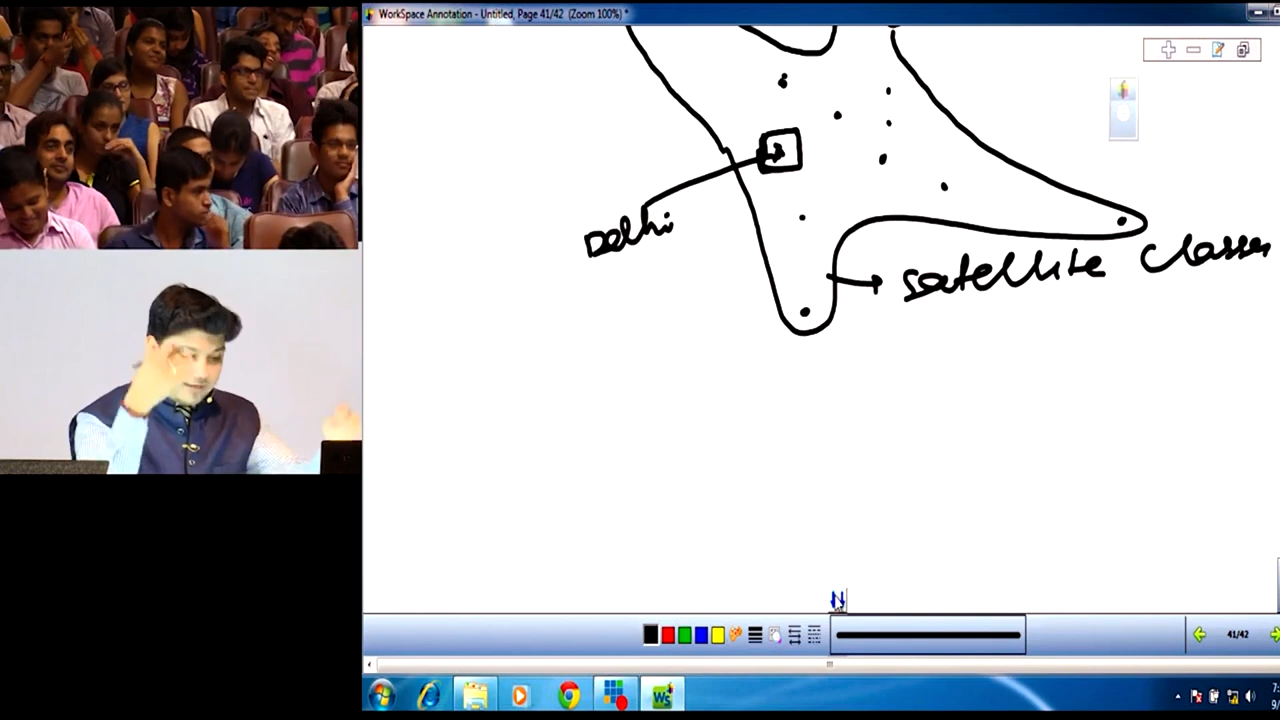 WorkSpace Annotation - Untitled, Page 41/42 (Zoom 100%) *
Delhi
satellite classes
41/42